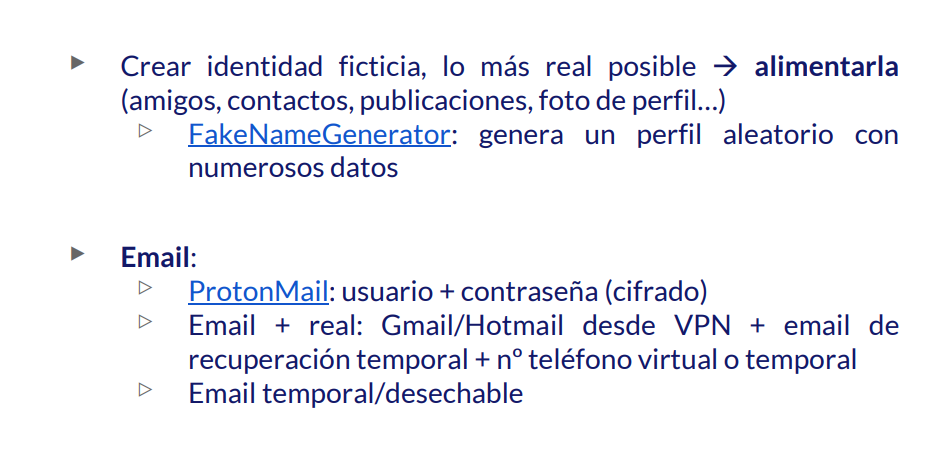 Crear identidad ficticia, lo más real posible → alimentarla
(amigos, contactos, publicaciones, foto de perfil…)
FakeNameGenerator: genera un perfil aleatorio con
numerosos datos
Email:
ProtonMail: usuario + contraseña (cifrado)
Email + real: Gmail/Hotmail desde VPN + email de
recuperación temporal + nº teléfono virtual o temporal
Email temporal/desechable